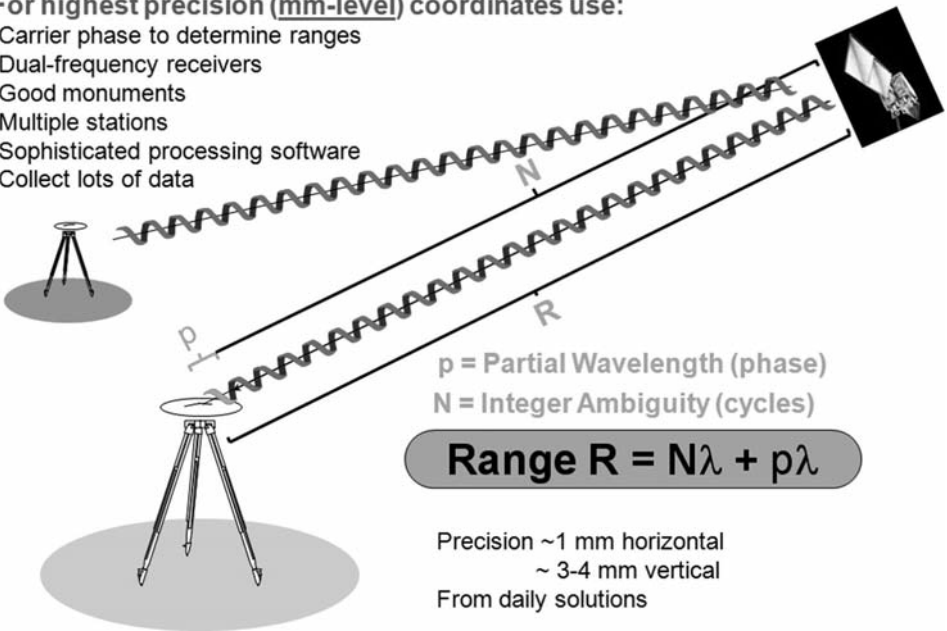 For highest precision (mm-level) coordinates use:
Carrier phase to determine ranges
Dual-frequency receivers
Good monuments
Multiple stations
Sophisticated processing software
Collect lots of data
N
p
R
p = Partial Wavelength (phase)
N = Integer Ambiguity (cycles)
Range R = Nλ + pλ
Precision ~1 mm horizontal
~ 3-4 mm vertical
From daily solutions